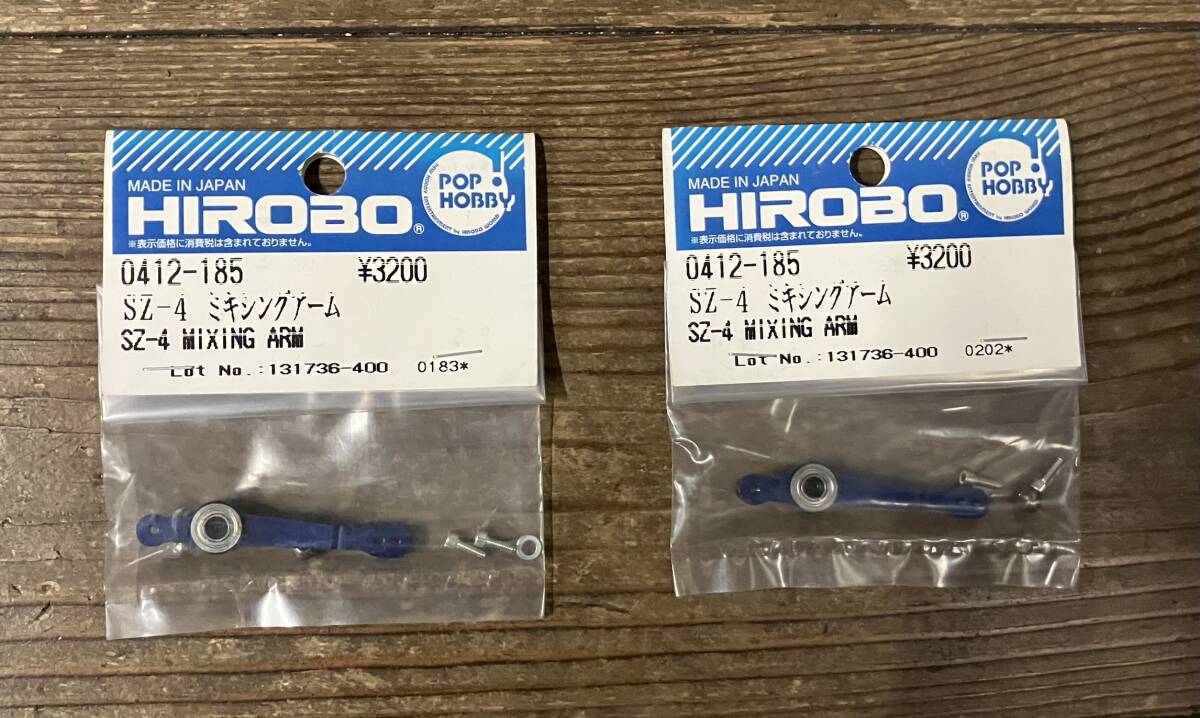 MADE IN JAPAN
HIROBO®
POP
HOBBY
※表示価格に消費税は含まれておりません。
0412-185 ¥3200
SZ-4 ミキシングアーム
SZ-4 MIXING ARM
Lot No.:131736-400 0183*
MADE IN JAPAN
HIROBO®
POP
HOBBY
※表示価格に消費税は含まれておりません。
0412-185 ¥3200
SZ-4 ミキシングアーム
SZ-4 MIXING ARM
Lot No.:131736-400 0202*